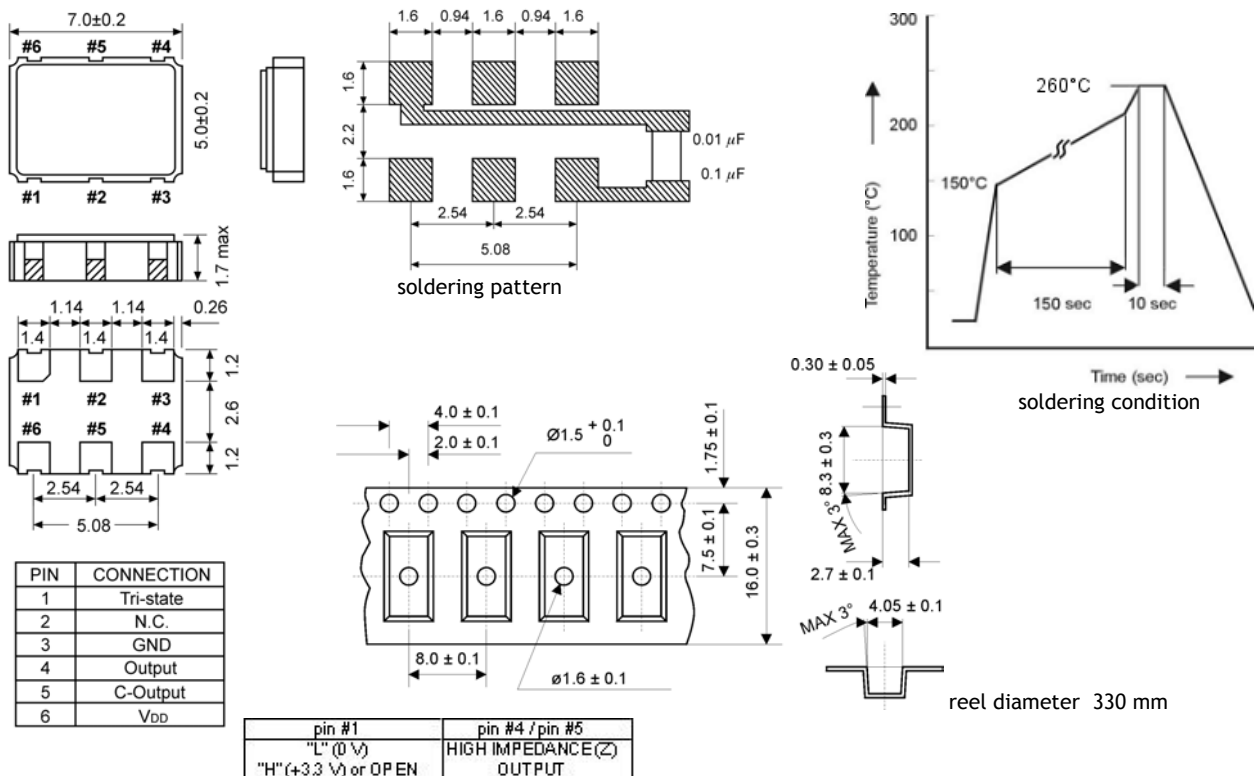 7.0±0.2
#6 #5 #4
5.0±0.2
#1 #2 #3
1.7 max
1.14 1.14 0.26
1.4 1.4 1.4
1.2
#1 #2 #3
2.6
#6 #5 #4
1.2
2.54 2.54
5.08
PIN CONNECTION
1 Tri-state
2 N.C.
3 GND
4 Output
5 C-Output
6 VDD
1.6 0.94 1.6 0.94 1.6
1.6
2.2
1.6
0.01 μF
0.1 μF
2.54 2.54
5.08
soldering pattern
300
260°C
200
150°C
100
Temperature (°C)
150 sec 10 sec
Time (sec)
soldering condition
4.0 ± 0.1
2.0 ± 0.1
Ø1.5 + 0.1 0
1.75 ± 0.1
7.5 ± 0.1
16.0 ± 0.3
8.0 ± 0.1
ø1.6 ± 0.1
0.30 ± 0.05
8.3 ± 0.3
MAX 3°
2.7 ± 0.1
MAX 3° 4.05 ± 0.1
reel diameter 330 mm
pin #1 pin #4 / pin #5
"L" (0 V) HIGH IMPEDANCE (Z)
"H" (+3.3 V) or OPEN OUTPUT